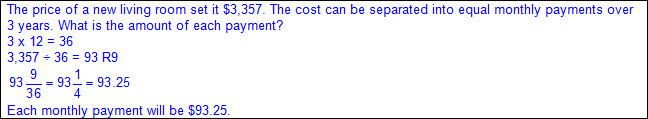 The price of a new living room set it $3,357. The cost can be separated into equal monthly payments over
3 years. What is the amount of each payment?
3 x 12 = 36
3,357 ÷ 36 = 93 R9
93 9/36 = 93 1/4 = 93.25
Each monthly payment will be $93.25.